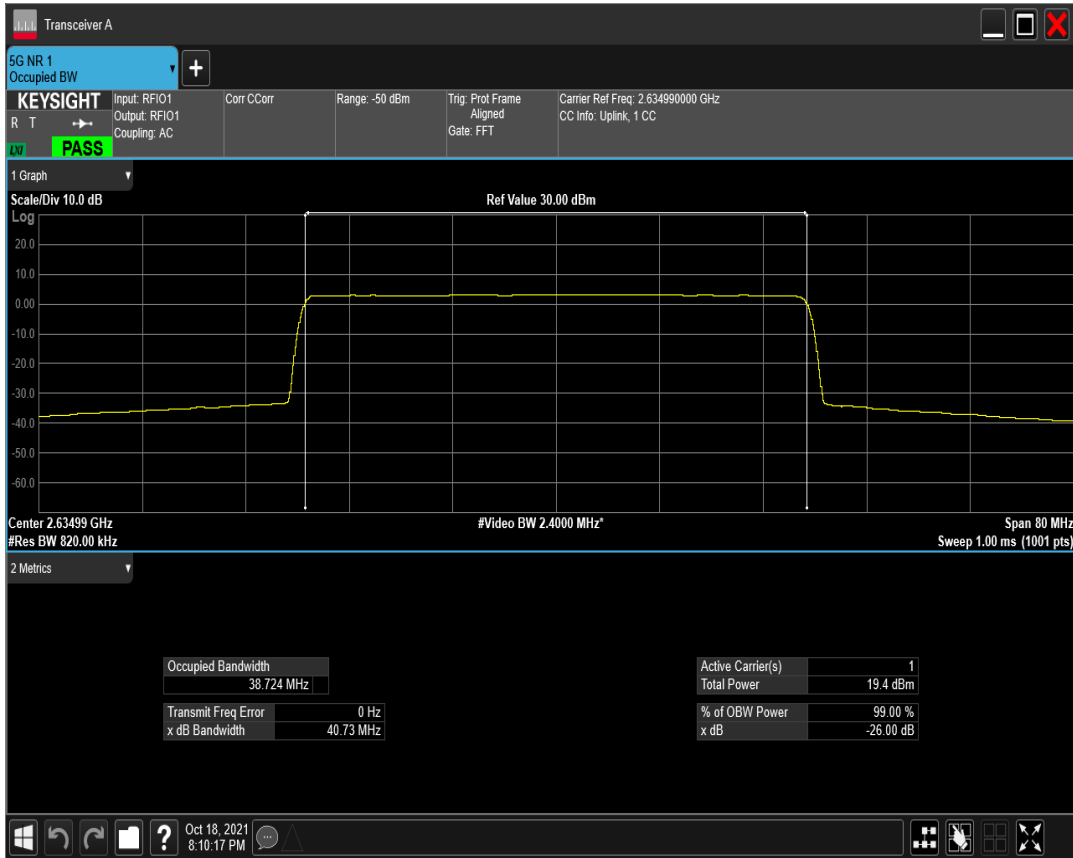 Transceiver A
5G NR 1
Occupied BW
KEYSIGHT
R T
LXI
PASS
Input: RFIO1
Output: RFIO1
Coupling: AC
Corr CCorr
Range: -50 dBm
Trig: Prot Frame
Aligned
Gate: FFT
Carrier Ref Freq: 2.634990000 GHz
CC Info: Uplink, 1 CC
1 Graph
Scale/Div 10.0 dB
Ref Value 30.00 dBm
Log
20.0
10.0
0.00
-10.0
-20.0
-30.0
-40.0
-50.0
-60.0
Center 2.63499 GHz
#Video BW 2.4000 MHz*
Span 80 MHz
#Res BW 820.00 kHz
Sweep 1.00 ms (1001 pts)
2 Metrics
Occupied Bandwidth
38.724 MHz
Transmit Freq Error 0 Hz
x dB Bandwidth 40.73 MHz
Active Carrier(s) 1
Total Power 19.4 dBm
% of OBW Power 99.00 %
x dB -26.00 dB
?
Oct 18, 2021
8:10:17 PM